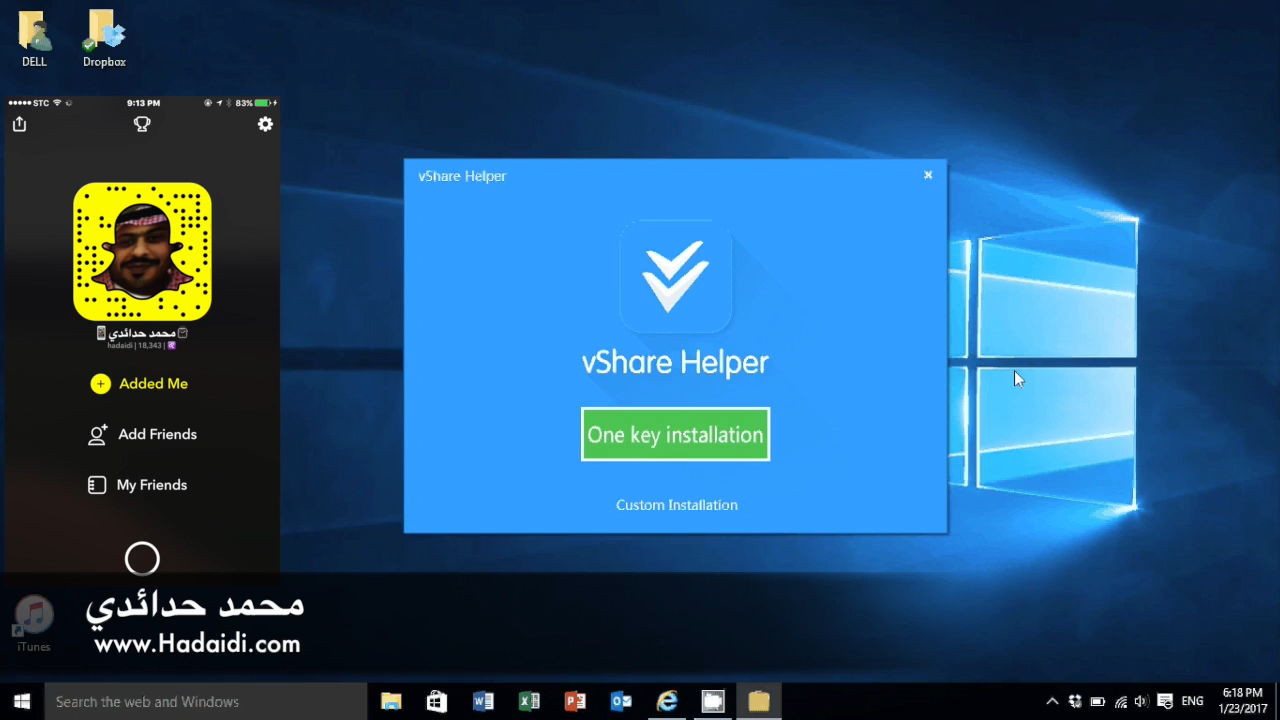 DELL
Dropbox
STC
9:13 PM
83%
محمد حدائدي
hadaidi | 18,343 |
Added Me
Add Friends
My Friends
vShare Helper
vShare Helper
One key installation
Custom Installation
iTunes
محمد حدائدي
www.Hadaidi.com
Search the web and Windows
ENG
6:18 PM
1/23/2017